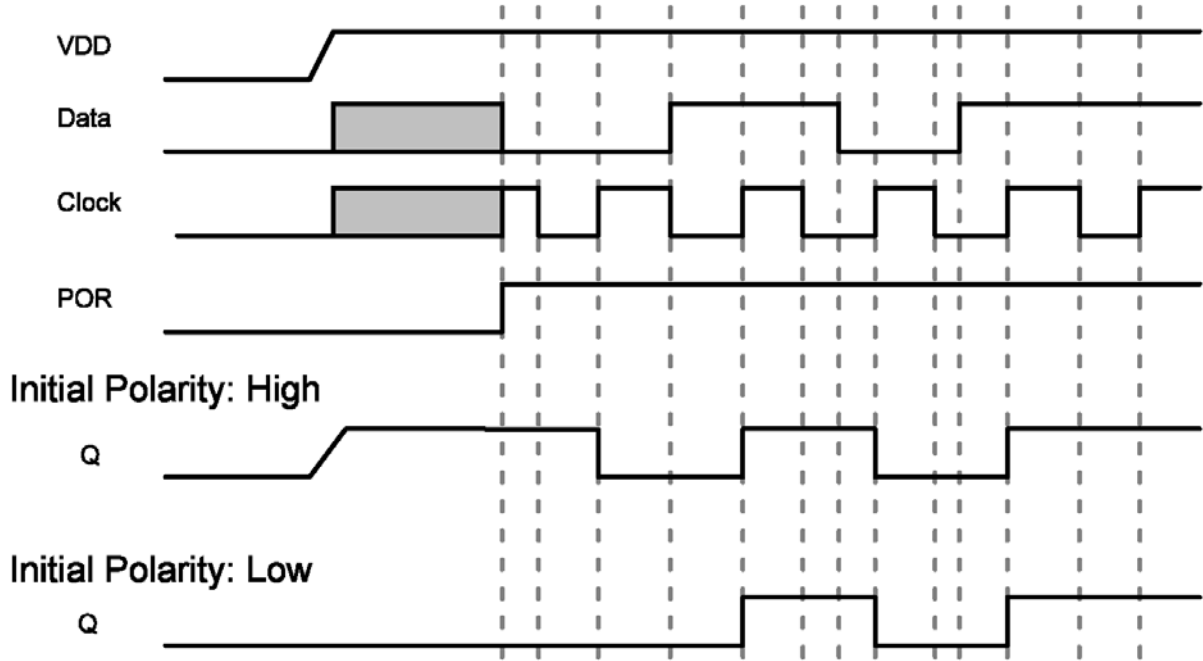 VDD
Data
Clock
POR
Initial Polarity: High
Q
Initial Polarity: Low
Q